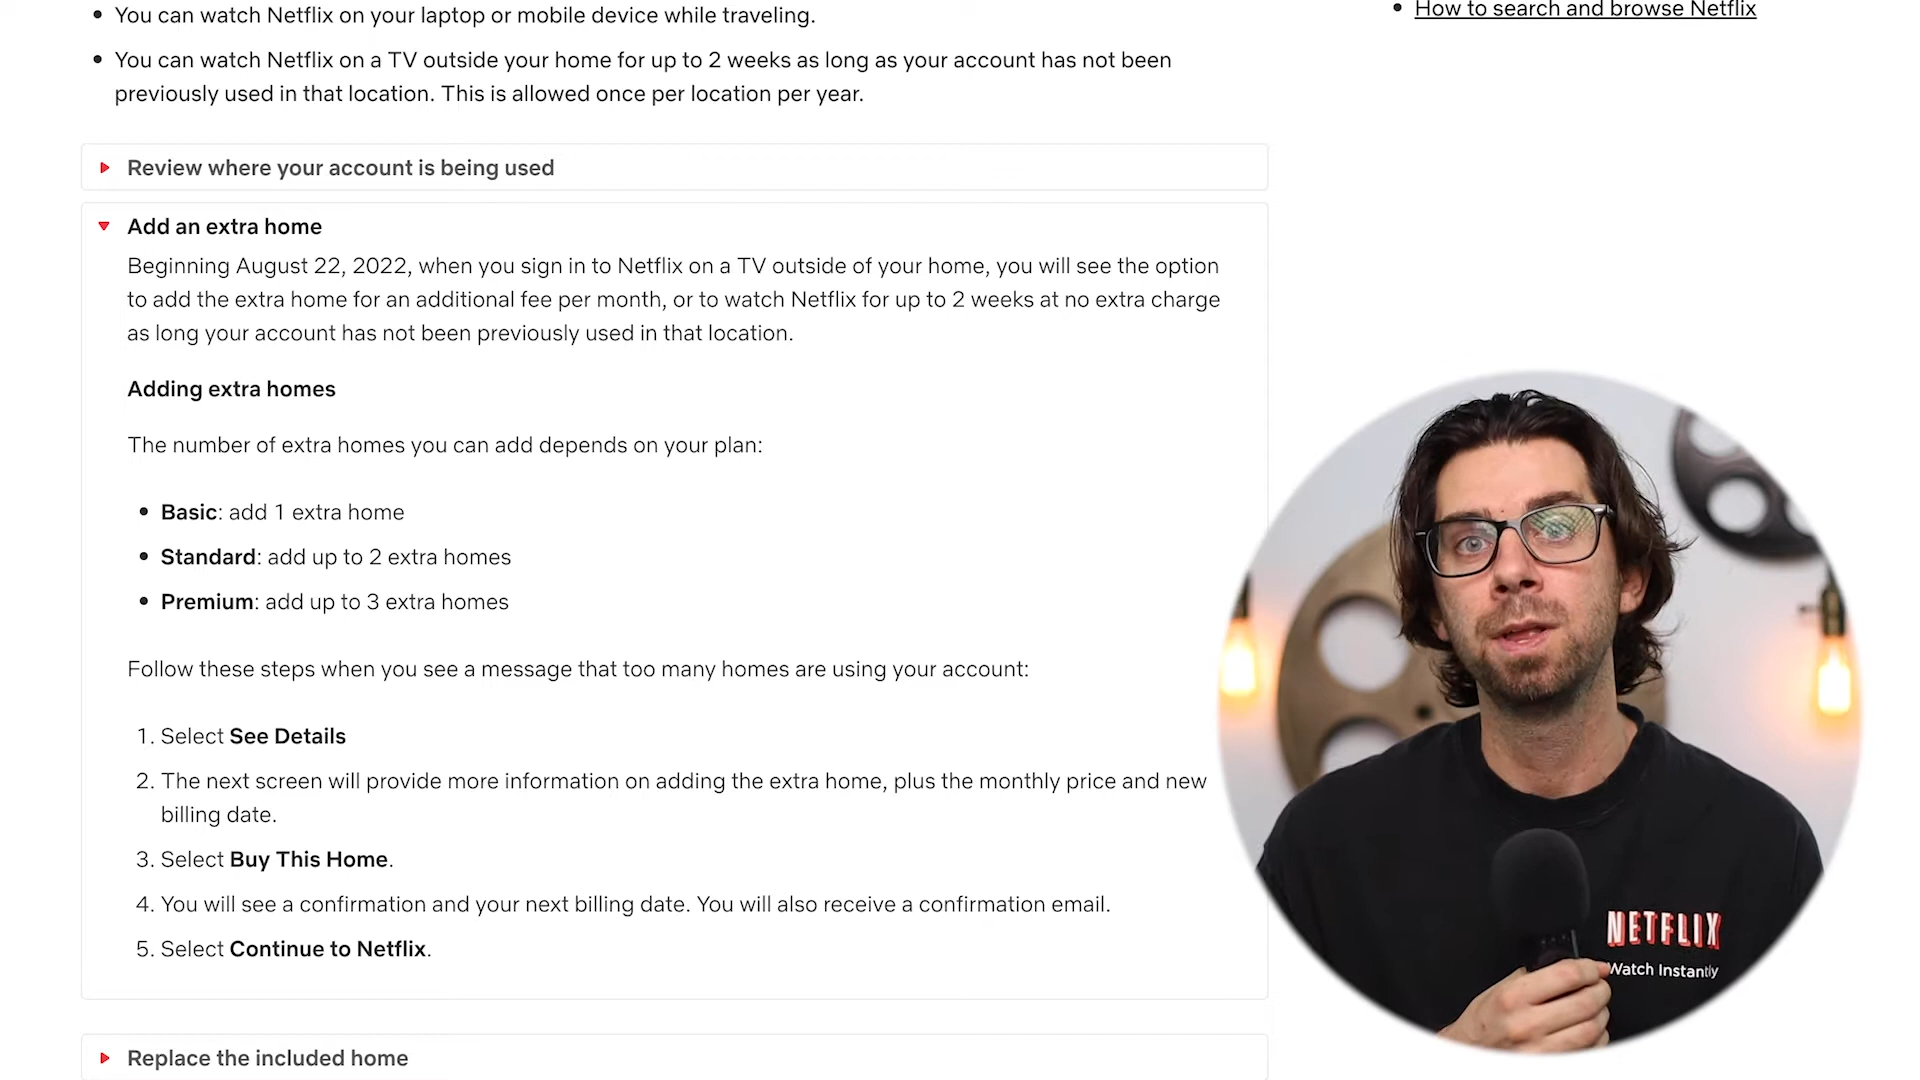 You can watch Netflix on your laptop or mobile device while traveling.
You can watch Netflix on a TV outside your home for up to 2 weeks as long as your account has not been
previously used in that location. This is allowed once per location per year.
How to search and browse Netflix
Review where your account is being used
Add an extra home
Beginning August 22, 2022, when you sign in to Netflix on a TV outside of your home, you will see the option
to add the extra home for an additional fee per month, or to watch Netflix for up to 2 weeks at no extra charge
as long your account has not been previously used in that location.
Adding extra homes
The number of extra homes you can add depends on your plan:
Basic: add 1 extra home
Standard: add up to 2 extra homes
Premium: add up to 3 extra homes
Follow these steps when you see a message that too many homes are using your account:
1. Select See Details
2. The next screen will provide more information on adding the extra home, plus the monthly price and new
billing date.
3. Select Buy This Home.
4. You will see a confirmation and your next billing date. You will also receive a confirmation email.
5. Select Continue to Netflix.
Replace the included home
NETFLIX
Watch Instantly